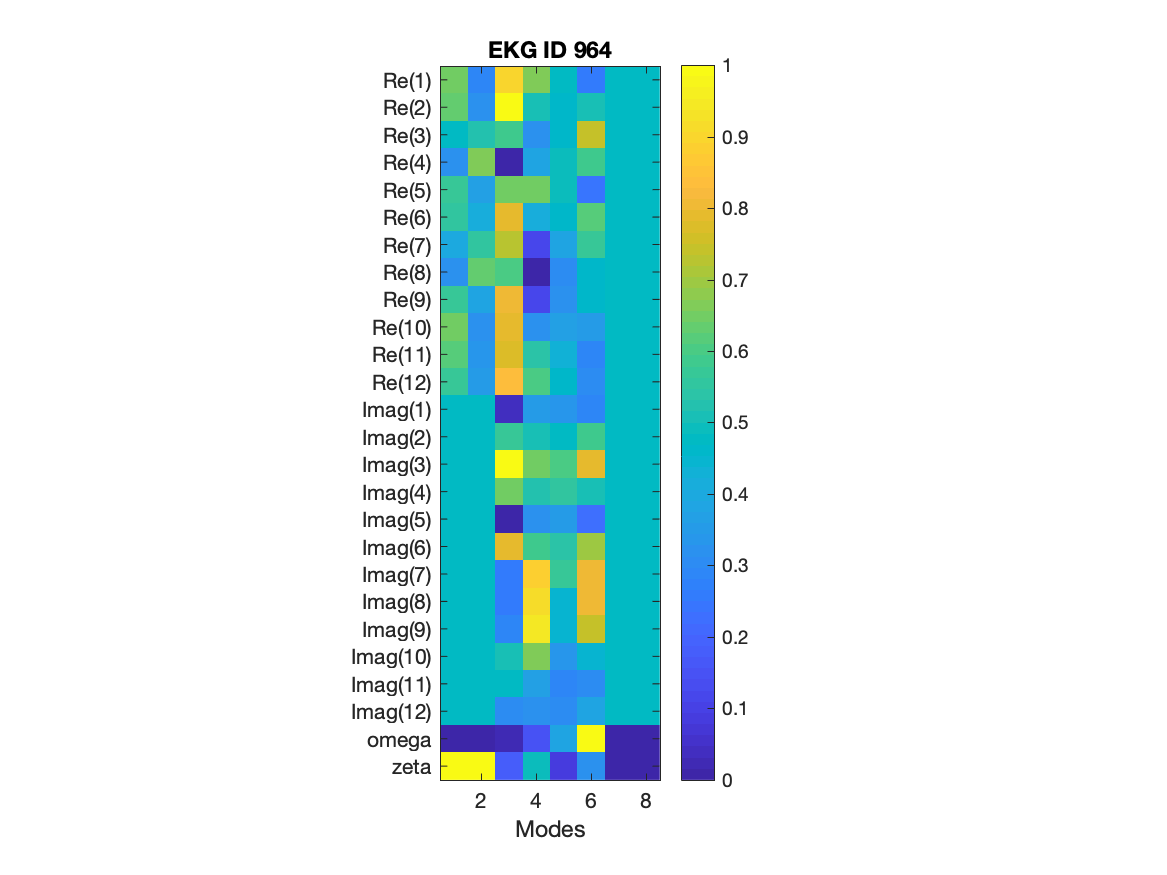 EKG ID 964
Re(1)
Re(2)
Re(3)
Re(4)
Re(5)
Re(6)
Re(7)
Re(8)
Re(9)
Re(10)
Re(11)
Re(12)
Imag(1)
Imag(2)
Imag(3)
Imag(4)
Imag(5)
Imag(6)
Imag(7)
Imag(8)
Imag(9)
Imag(10)
Imag(11)
Imag(12)
omega
zeta
2 4 6 8
Modes
1
0.9
0.8
0.7
0.6
0.5
0.4
0.3
0.2
0.1
0